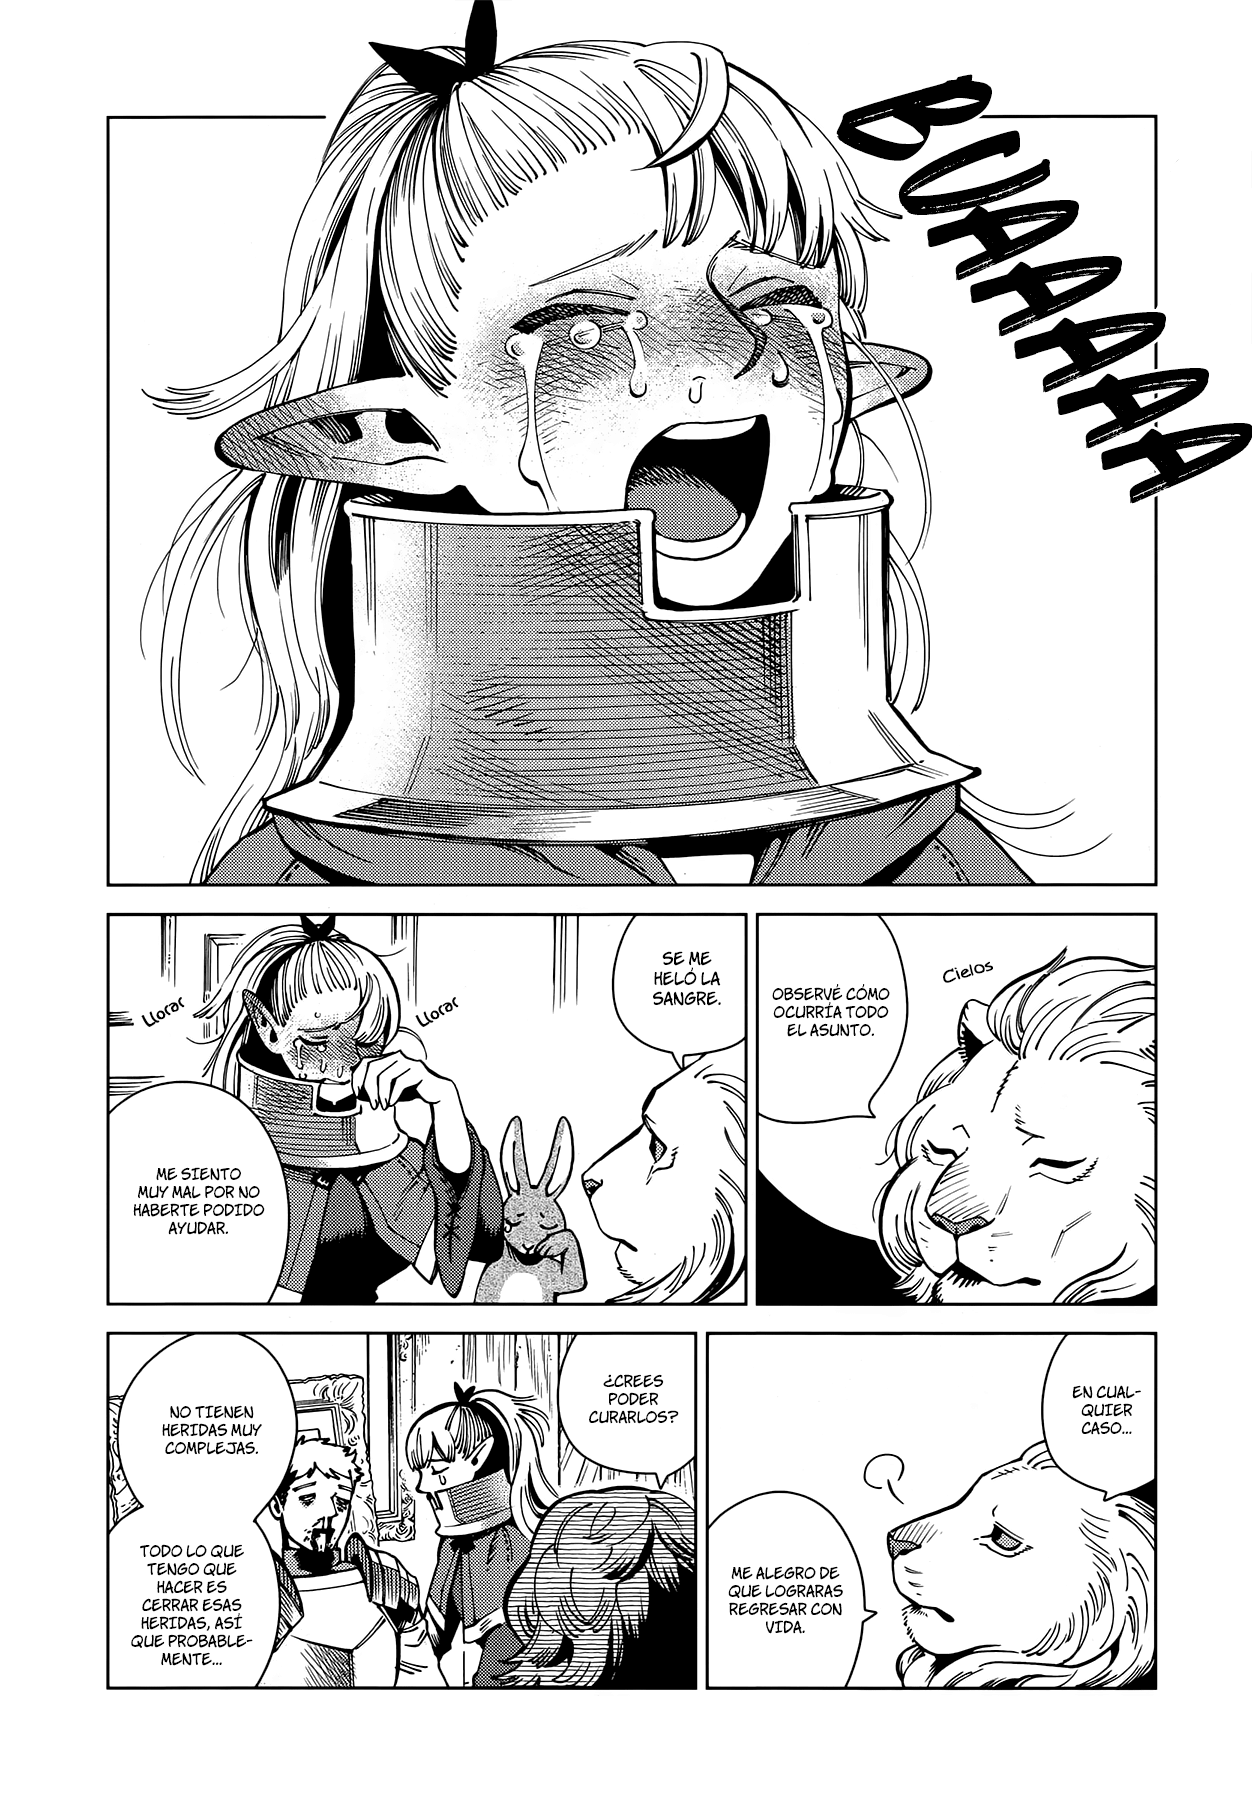 BUAAAAA
Cielos
OBSERVÉ CÓMO
OCURRÍA TODO
EL ASUNTO.
SE ME
HELÓ LA
SANGRE.
Llorar
Llorar
ME SIENTO
MUY MAL POR NO
HABERTE PODIDO
AYUDAR.
EN CUAL-
QUIER
CASO...
ME ALEGRO DE
QUE LOGRARAS
REGRESAR CON
VIDA.
¿CREES
PODER
CURARLOS?
NO TIENEN
HERIDAS MUY
COMPLEJAS.
TODO LO QUE
TENGO QUE
HACER ES
CERRAR ESAS
HERIDAS, ASÍ
QUE PROBABLE-
MENTE...